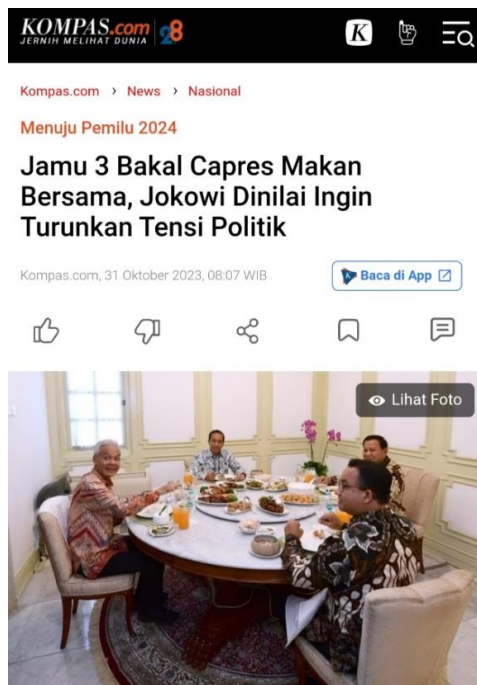 KOMPAS.com 28
JERNIH MELIHAT DUNIA
K
Kompas.com > News > Nasional
Menuju Pemilu 2024
Jamu 3 Bakal Capres Makan
Bersama, Jokowi Dinilai Ingin
Turunkan Tensi Politik
Kompas.com, 31 Oktober 2023, 08:07 WIB
Baca di App
Lihat Foto